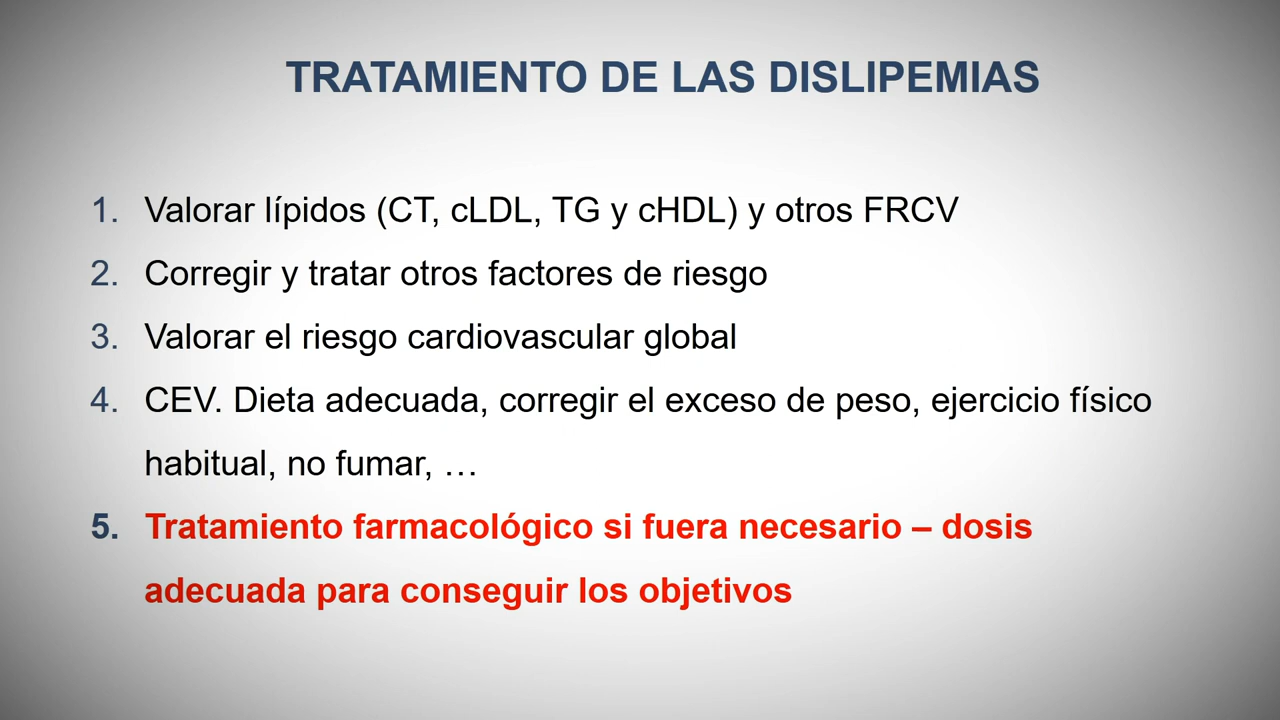 TRATAMIENTO DE LAS DISLIPEMIAS
1. Valorar lípidos (CT, cLDL, TG y cHDL) y otros FRCV
2. Corregir y tratar otros factores de riesgo
3. Valorar el riesgo cardiovascular global
4. CEV. Dieta adecuada, corregir el exceso de peso, ejercicio físico
habitual, no fumar, …
5. Tratamiento farmacológico si fuera necesario – dosis
adecuada para conseguir los objetivos